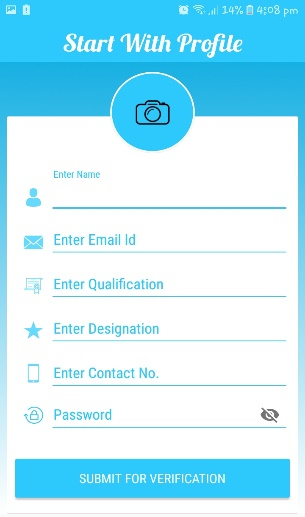 14% 4:08 pm
Start With Profile
Enter Name
Enter Email Id
Enter Qualification
Enter Designation
Enter Contact No.
Password
SUBMIT FOR VERIFICATION